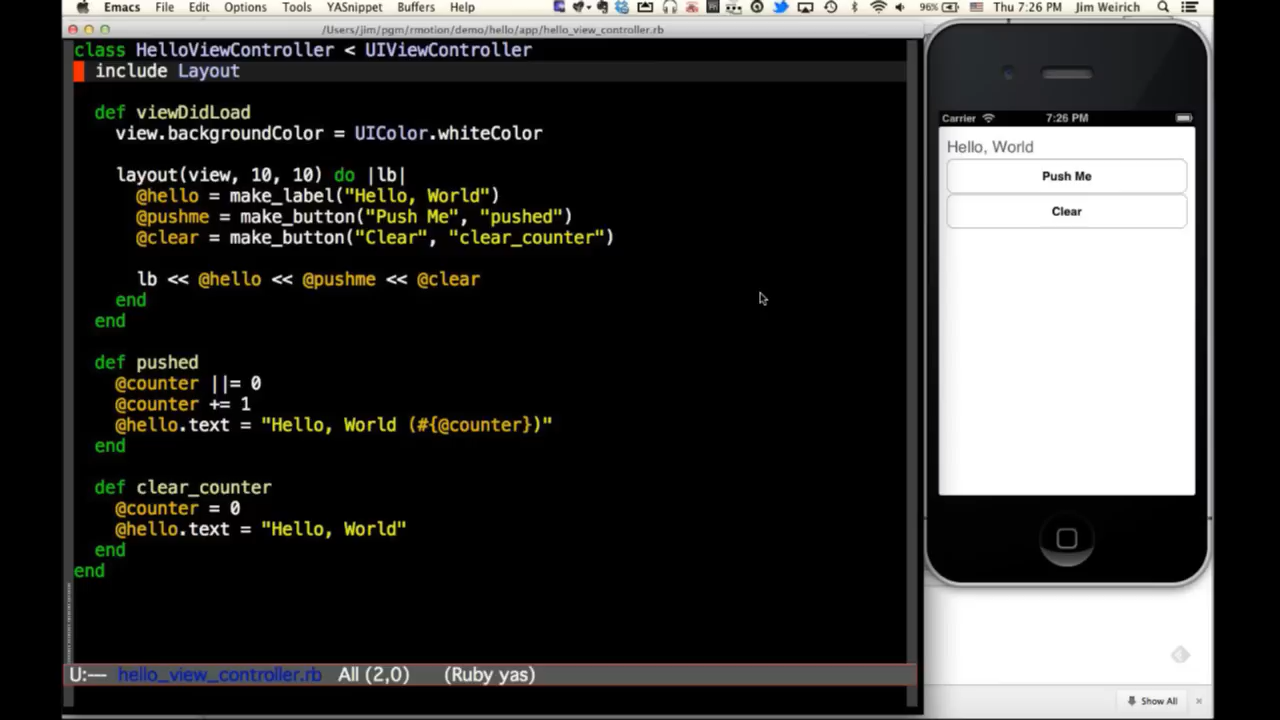 Emacs File Edit Options Tools YASnippet Buffers Help 96% Thu 7:26 PM Jim Weirich
/Users/jim/pgm/rmotion/demo/hello/app/hello_view_controller.rb
class HelloViewController < UIViewController
include Layout
def viewDidLoad
view.backgroundColor = UIColor.whiteColor
layout(view, 10, 10) do |lb|
@hello = make_label("Hello, World")
@pushme = make_button("Push Me", "pushed")
@clear = make_button("Clear", "clear_counter")
lb << @hello << @pushme << @clear
end
end
def pushed
@counter ||= 0
@counter += 1
@hello.text = "Hello, World (#{@counter})"
end
def clear_counter
@counter = 0
@hello.text = "Hello, World"
end
end
U:--- hello_view_controller.rb All (2,0) (Ruby yas)
Carrier 7:26 PM
Hello, World
Push Me
Clear
Show All